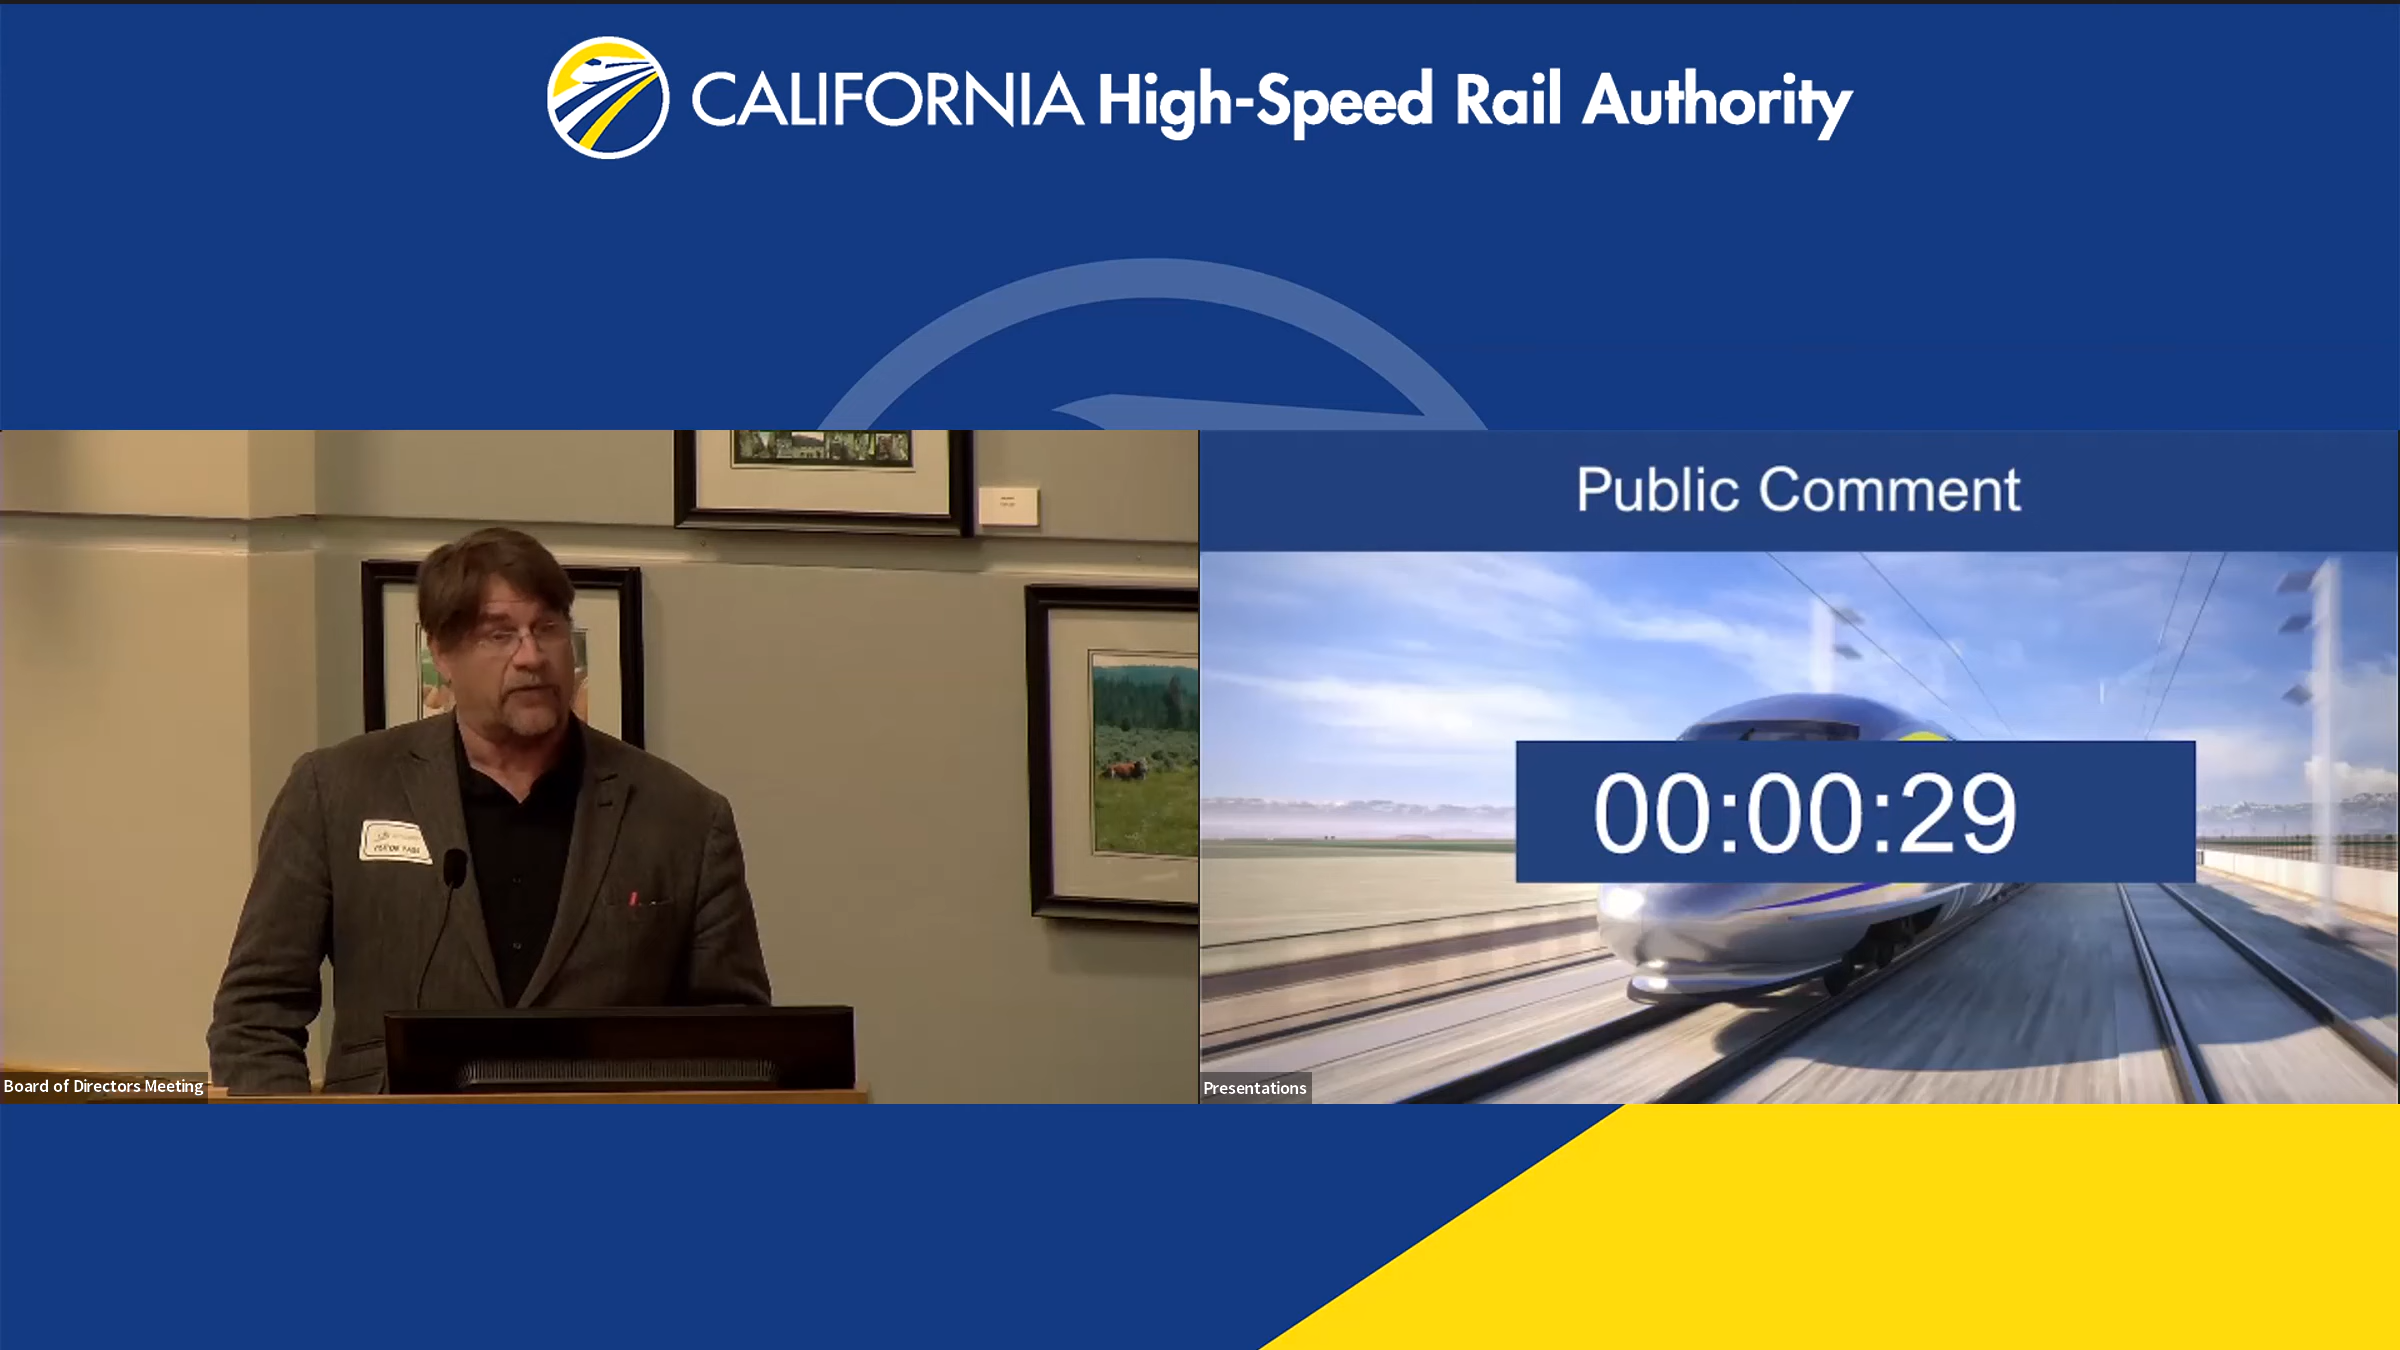 CALIFORNIA High-Speed Rail Authority
Public Comment
00:00:29
Board of Directors Meeting
Presentations